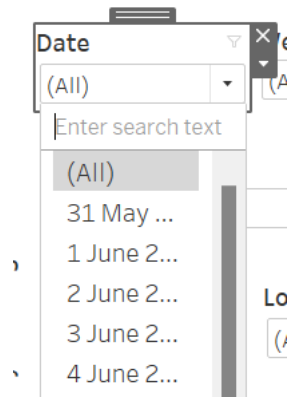 Date
(All)
Enter search text
(All)
31 May ...
1 June 2...
2 June 2...
3 June 2...
4 June 2...
Lo